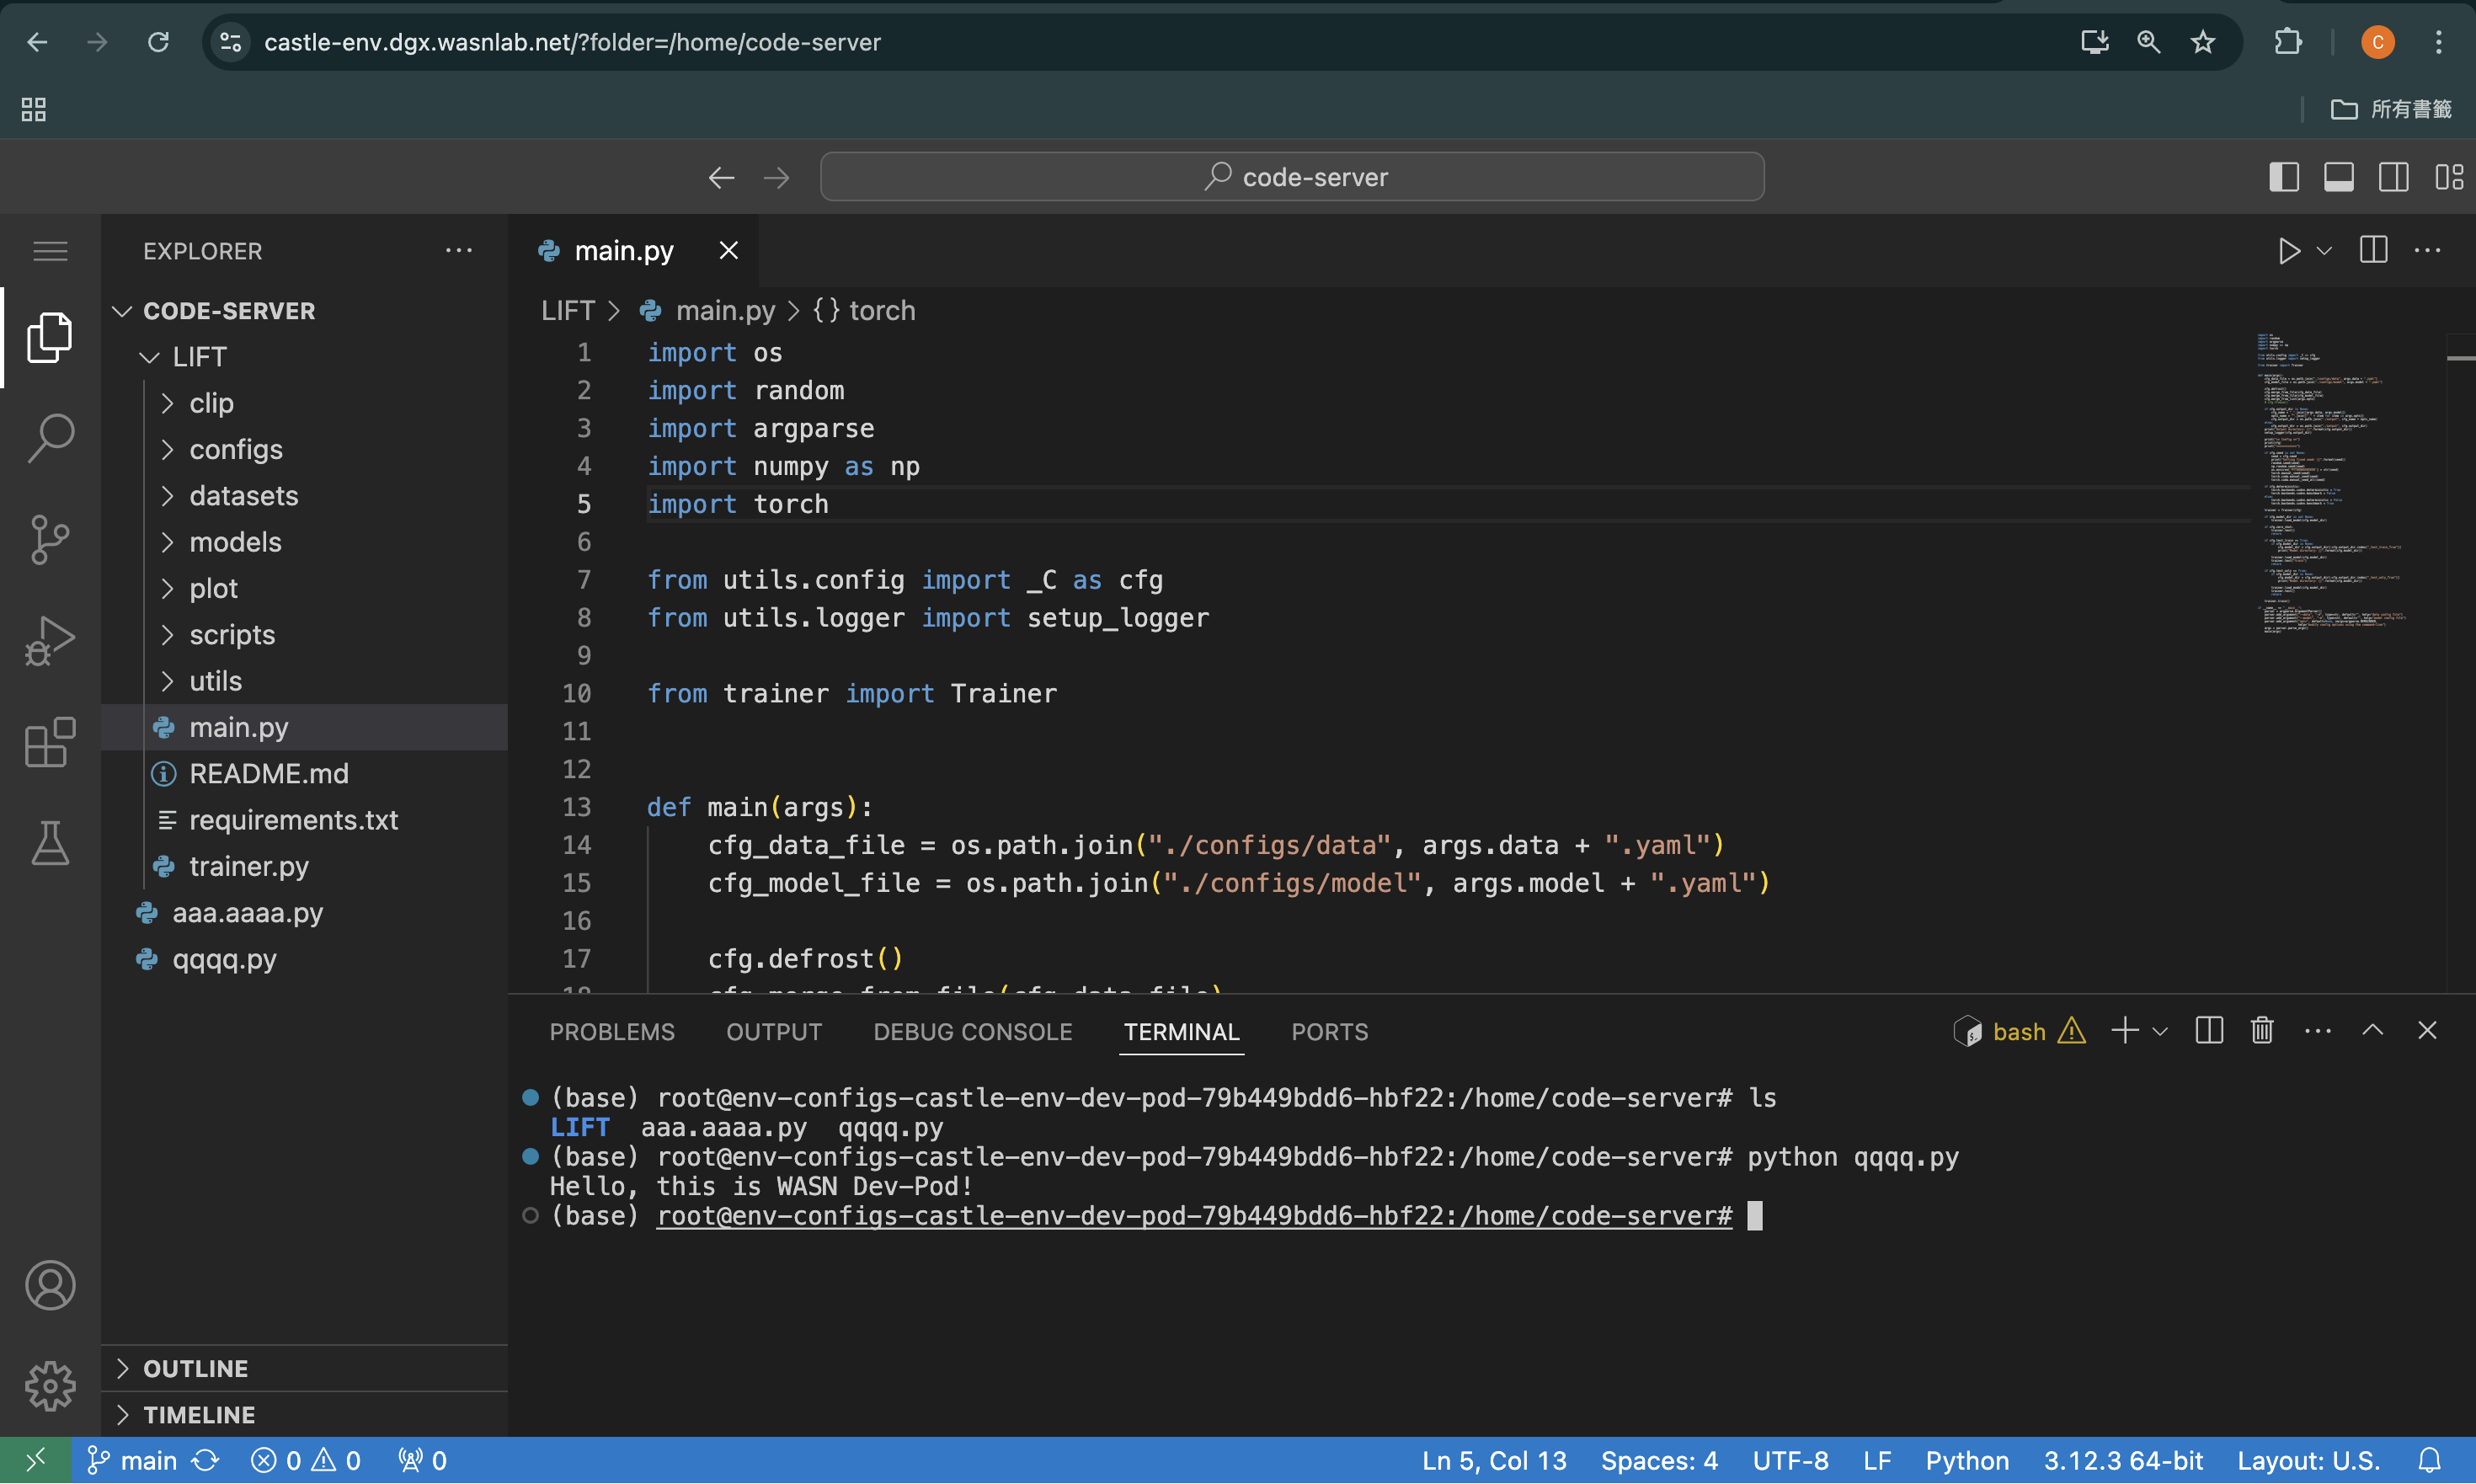 castle-env.dgx.wasnlab.net/?folder=/home/code-server
C
所有書籤
code-server
EXPLORER
CODE-SERVER
LIFT
clip
configs
datasets
models
plot
scripts
utils
main.py
README.md
requirements.txt
trainer.py
aaa.aaaa.py
qqqq.py
OUTLINE
TIMELINE
main.py
LIFT > main.py > {} torch
1 import os
2 import random
3 import argparse
4 import numpy as np
5 import torch
6
7 from utils.config import _C as cfg
8 from utils.logger import setup_logger
9
10 from trainer import Trainer
11
12
13 def main(args):
14 cfg_data_file = os.path.join("./configs/data", args.data + ".yaml")
15 cfg_model_file = os.path.join("./configs/model", args.model + ".yaml")
16
17 cfg.defrost()
18 cfg.merge_from_file(cfg_data_file)
PROBLEMS OUTPUT DEBUG CONSOLE TERMINAL PORTS
bash
(base) root@env-configs-castle-env-dev-pod-79b449bdd6-hbf22:/home/code-server# ls
LIFT aaa.aaaa.py qqqq.py
(base) root@env-configs-castle-env-dev-pod-79b449bdd6-hbf22:/home/code-server# python qqqq.py
Hello, this is WASN Dev-Pod!
(base) root@env-configs-castle-env-dev-pod-79b449bdd6-hbf22:/home/code-server#
main 0 0 0 Ln 5, Col 13 Spaces: 4 UTF-8 LF Python 3.12.3 64-bit Layout: U.S.